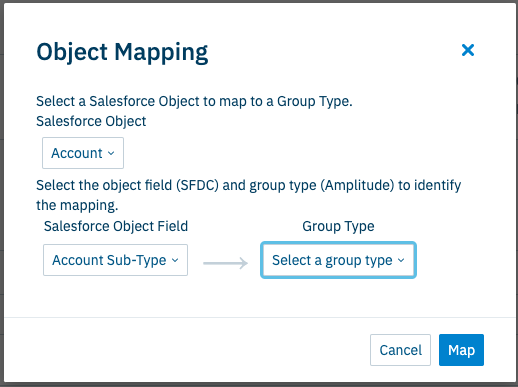 Object Mapping
Select a Salesforce Object to map to a Group Type.
Salesforce Object
Account
Select the object field (SFDC) and group type (Amplitude) to identify
the mapping.
Salesforce Object Field Group Type
Account Sub-Type Select a group type
Cancel Map